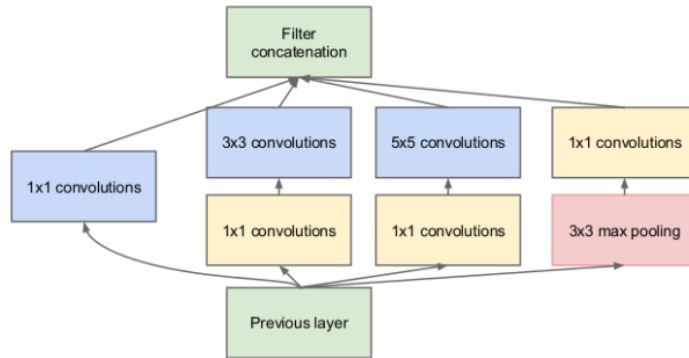 Filter
concatenation
3x3 convolutions
5x5 convolutions
1x1 convolutions
1x1 convolutions
1x1 convolutions
1x1 convolutions
3x3 max pooling
Previous layer